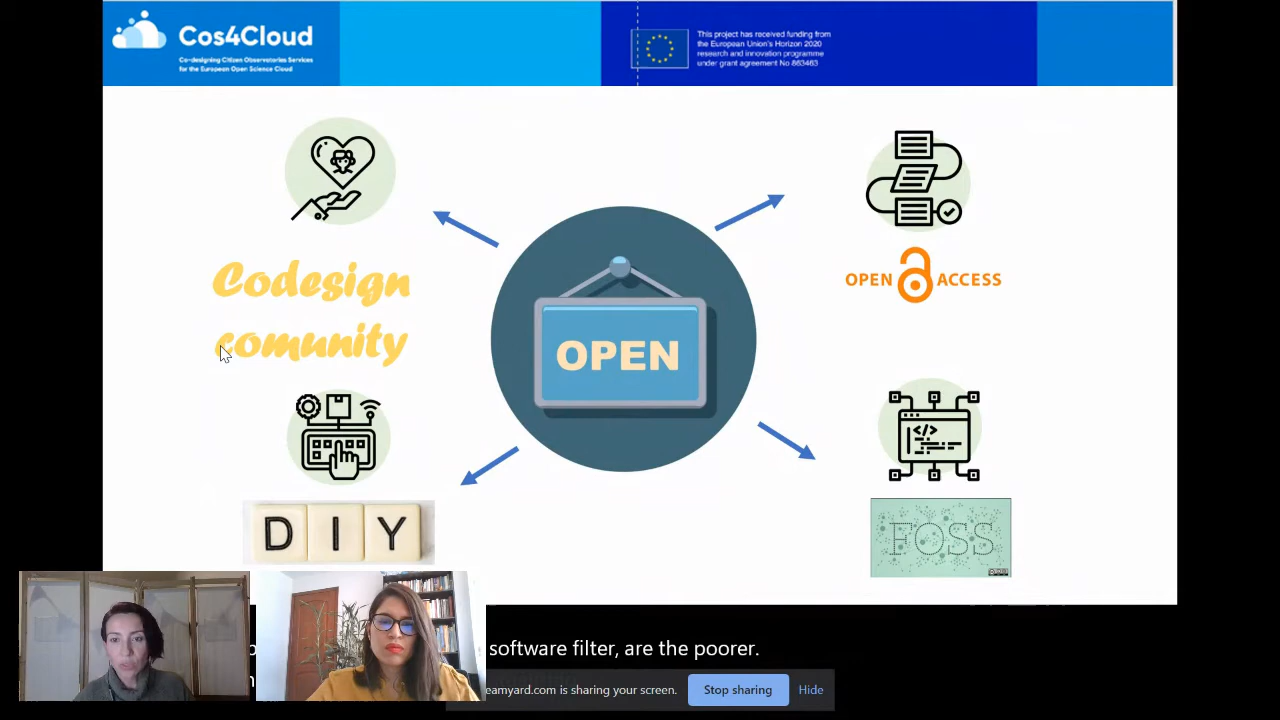 Cos4Cloud
Co-designing Citizen Observatories Services
for the European Open Science Cloud
This project has received funding from
the European Union's Horizon 2020
research and innovation programme
under grant agreement No 863463
OPEN ACCESS
Codesign
comunity
OPEN
DIY
FOSS
software filter, are the poorer.
eamyard.com is sharing your screen.
Stop sharing
Hide